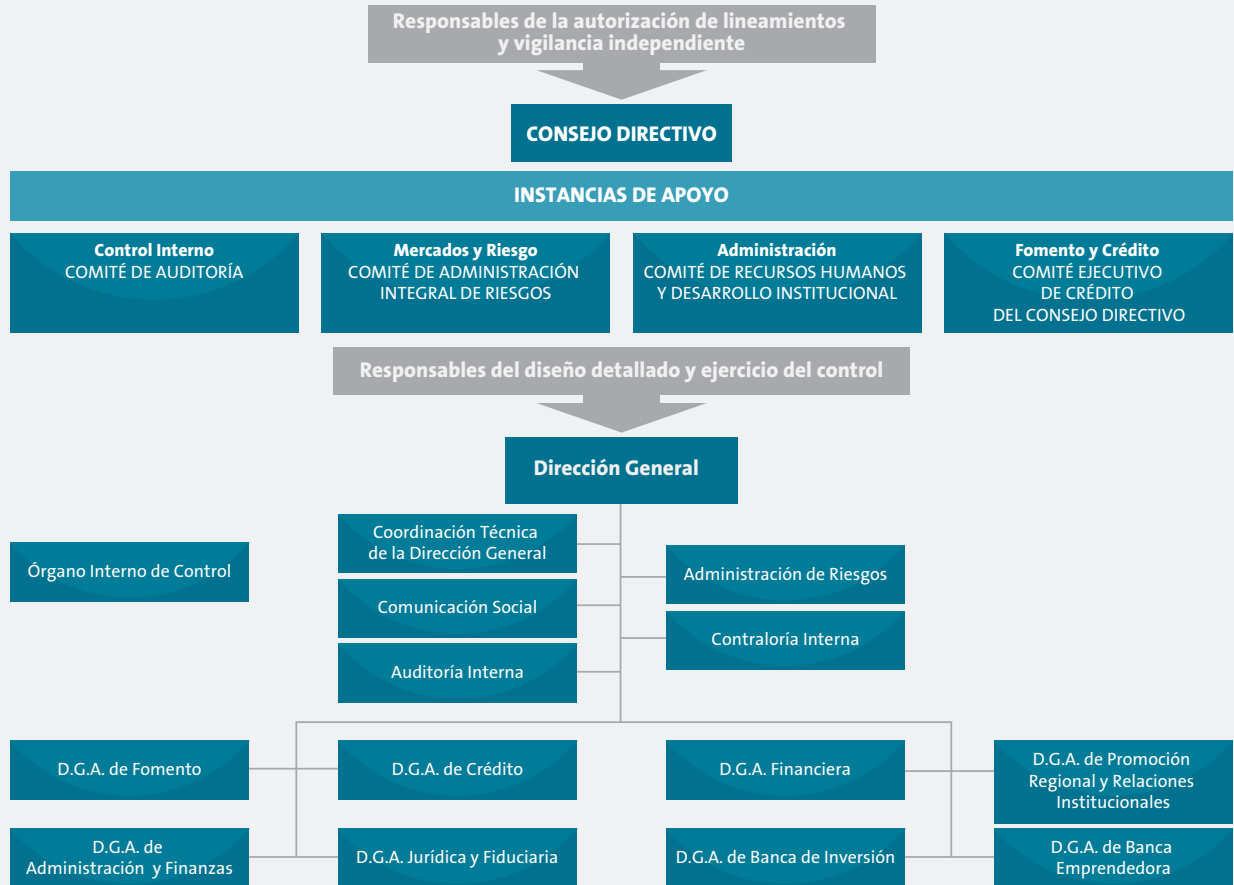 Responsables de la autorización de lineamientos
y vigilancia independiente
CONSEJO DIRECTIVO
INSTANCIAS DE APOYO
Control Interno
COMITÉ DE AUDITORÍA
Mercados y Riesgo
COMITÉ DE ADMINISTRACIÓN
INTEGRAL DE RIESGOS
Administración
COMITÉ DE RECURSOS HUMANOS
Y DESARROLLO INSTITUCIONAL
Fomento y Crédito
COMITÉ EJECUTIVO
DE CRÉDITO
DEL CONSEJO DIRECTIVO
Responsables del diseño detallado y ejercicio del control
Dirección General
Órgano Interno de Control
Coordinación Técnica
de la Dirección General
Comunicación Social
Auditoría Interna
Administración de Riesgos
Contraloría Interna
D.G.A. de Fomento
D.G.A. de Crédito
D.G.A. Financiera
D.G.A. de Promoción
Regional y Relaciones
Institucionales
D.G.A. de
Administración y Finanzas
D.G.A. Jurídica y Fiduciaria
D.G.A. de Banca de Inversión
D.G.A. de Banca
Emprendedora